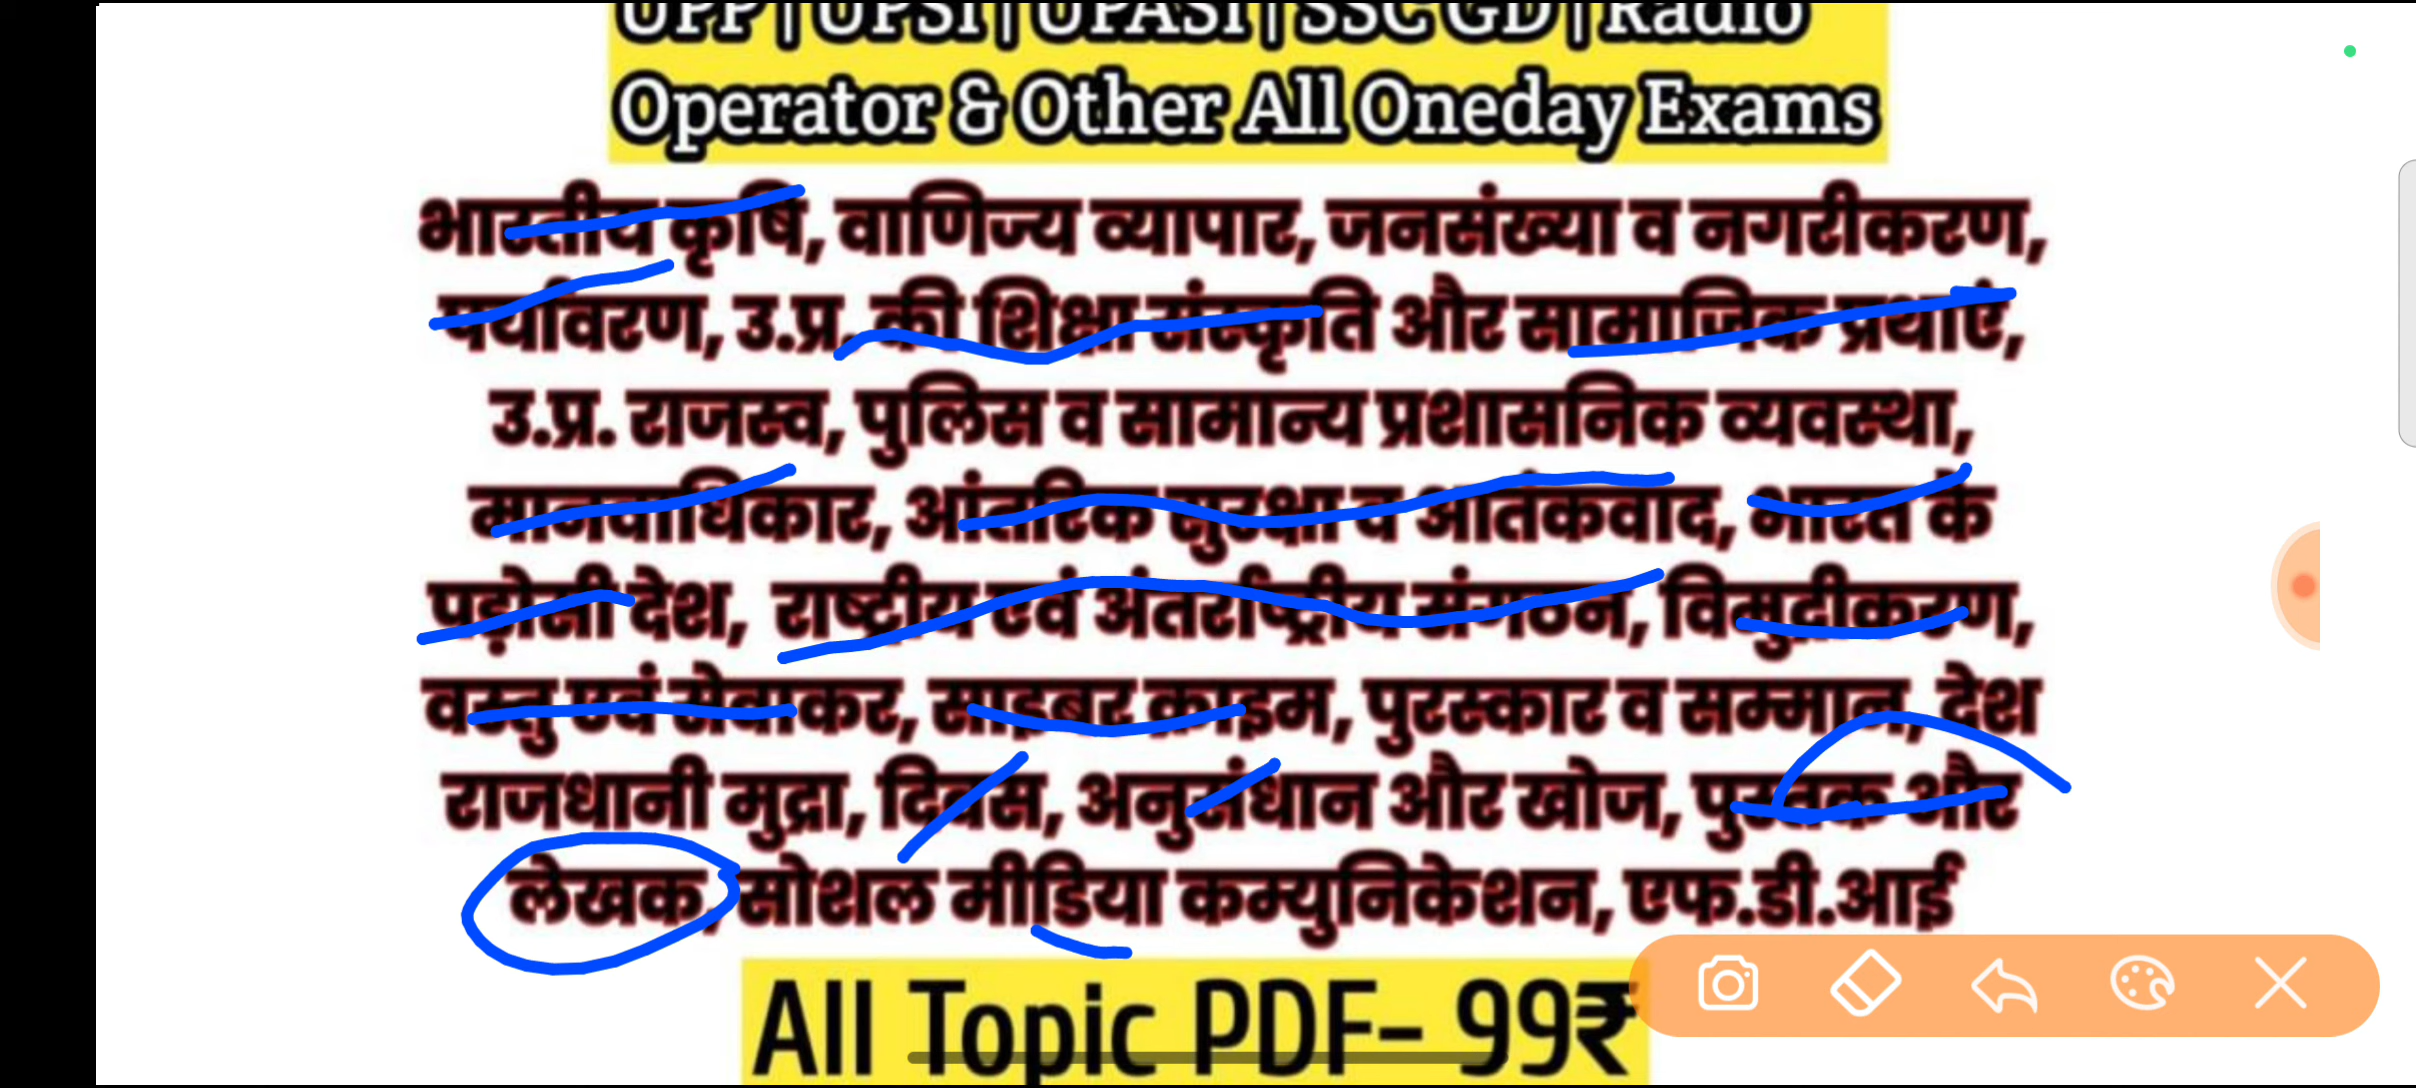 UPP | UPSI | UPASI | SSC GD | Radio
Operator & Other All Oneday Exams
भारतीय कृषि, वाणिज्य व्यापार, जनसंख्या व नगरीकरण,
पर्यावरण, उ.प्र. की शिक्षा संस्कृति और सामाजिक प्रथाएं,
उ.प्र. राजस्व, पुलिस व सामान्य प्रशासनिक व्यवस्था,
मानवाधिकार, आंतरिक सुरक्षा व आतंकवाद, भारत के
पड़ोसी देश, राष्ट्रीय एवं अंतर्राष्ट्रीय संगठन, विमुद्रीकरण,
वस्तु एवं सेवाकर, साइबर क्राइम, पुरस्कार व सम्मान, देश
राजधानी मुद्रा, दिवस, अनुसंधान और खोज, पुस्तक और
लेखक, सोशल मीडिया कम्युनिकेशन, एफ.डी.आई
All Topic PDF- 99₹